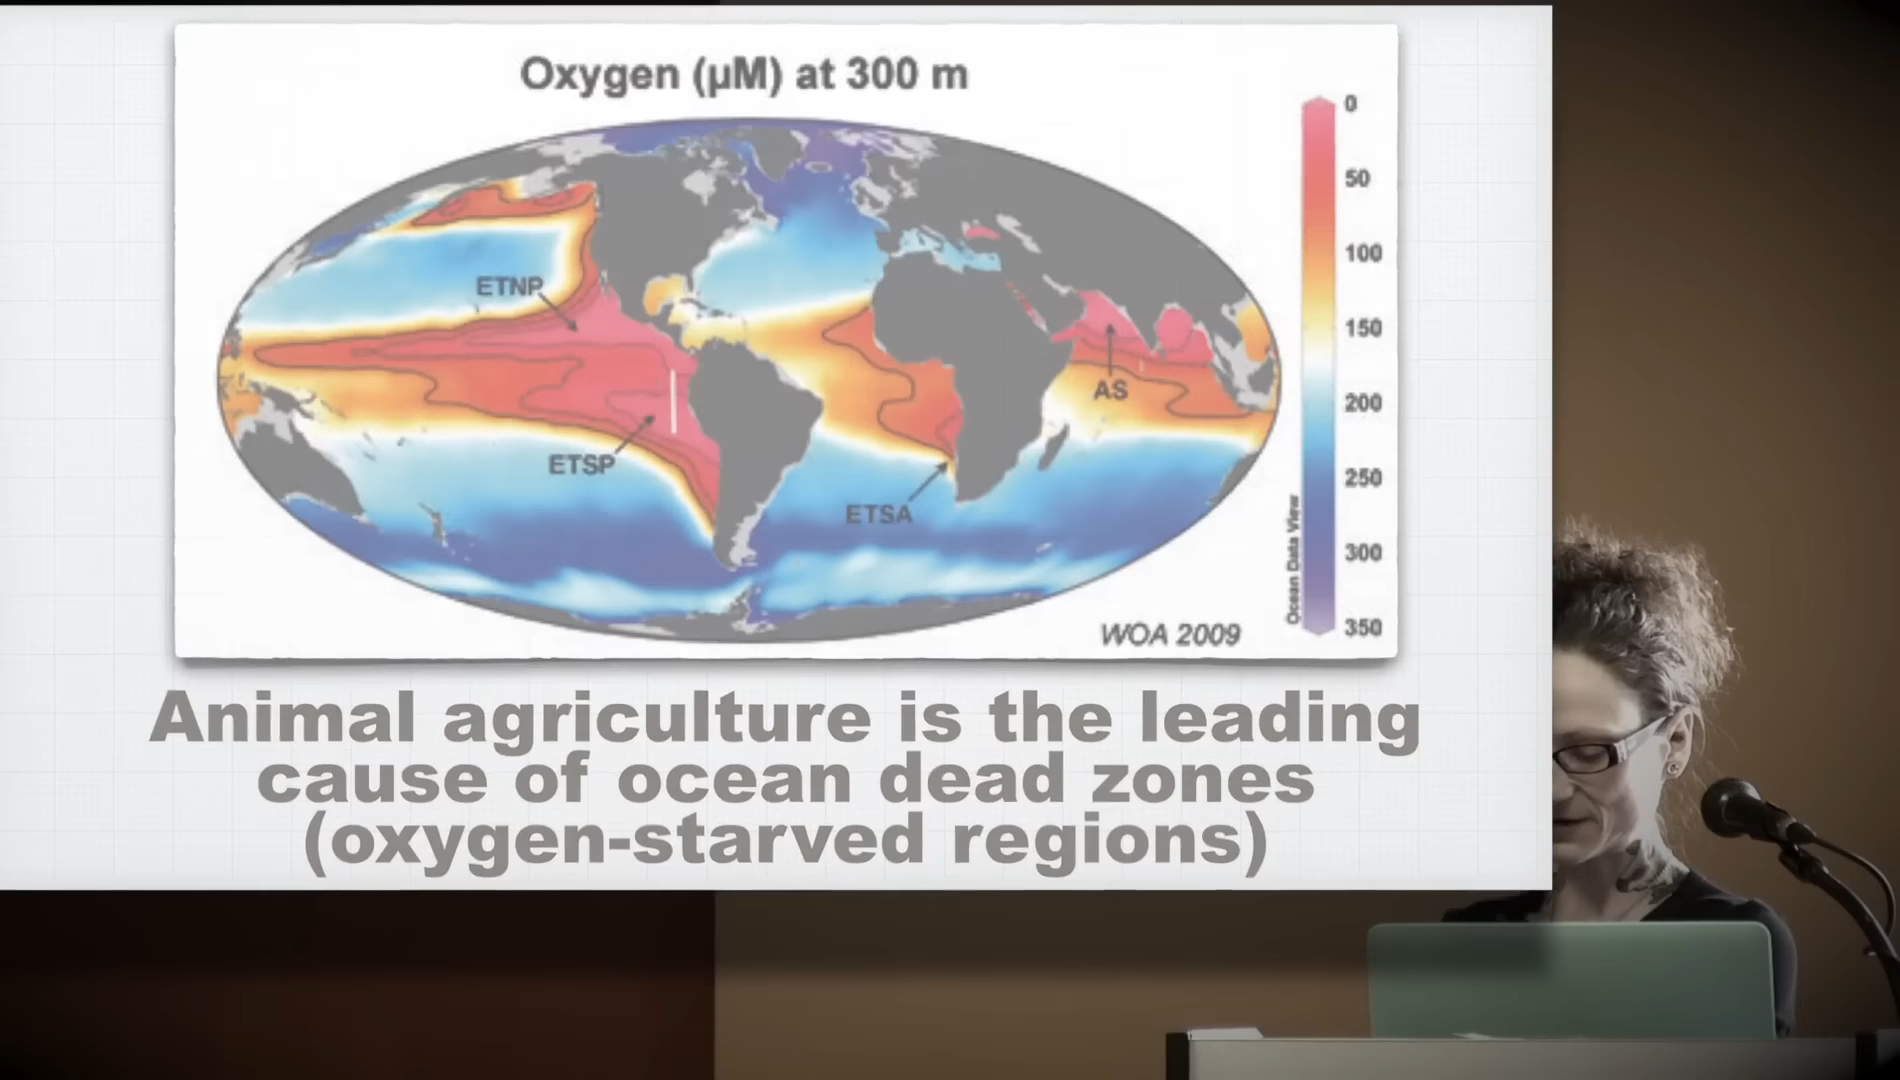 Oxygen (µM) at 300 m
0
50
100
150
200
250
300
350
ETNP
AS
ETSP
ETSA
Ocean Data View
WOA 2009
Animal agriculture is the leading
cause of ocean dead zones
(oxygen-starved regions)